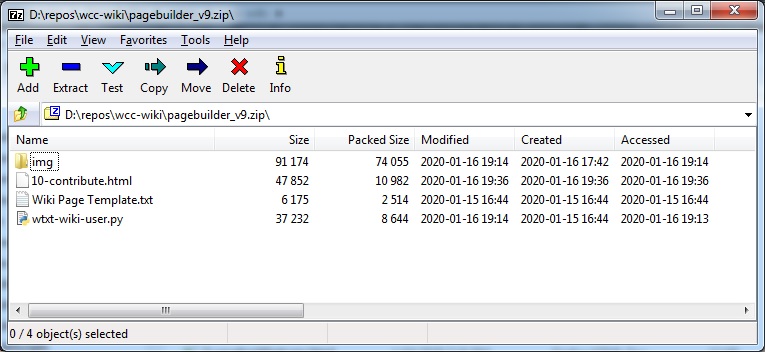 D:\repos\wcc-wiki\pagebuilder_v9.zip\
File Edit View Favorites Tools Help
Add Extract Test Copy Move Delete Info
D:\repos\wcc-wiki\pagebuilder_v9.zip\
Name Size Packed Size Modified Created Accessed
img 91 174 74 055 2020-01-16 19:14 2020-01-16 17:42 2020-01-16 19:14
10-contribute.html 47 852 10 982 2020-01-16 19:36 2020-01-16 19:36 2020-01-16 19:36
Wiki Page Template.txt 6 175 2 514 2020-01-15 16:44 2020-01-15 16:44 2020-01-15 16:44
wtxt-wiki-user.py 37 232 8 644 2020-01-16 19:14 2020-01-15 16:44 2020-01-16 19:13
0 / 4 object(s) selected